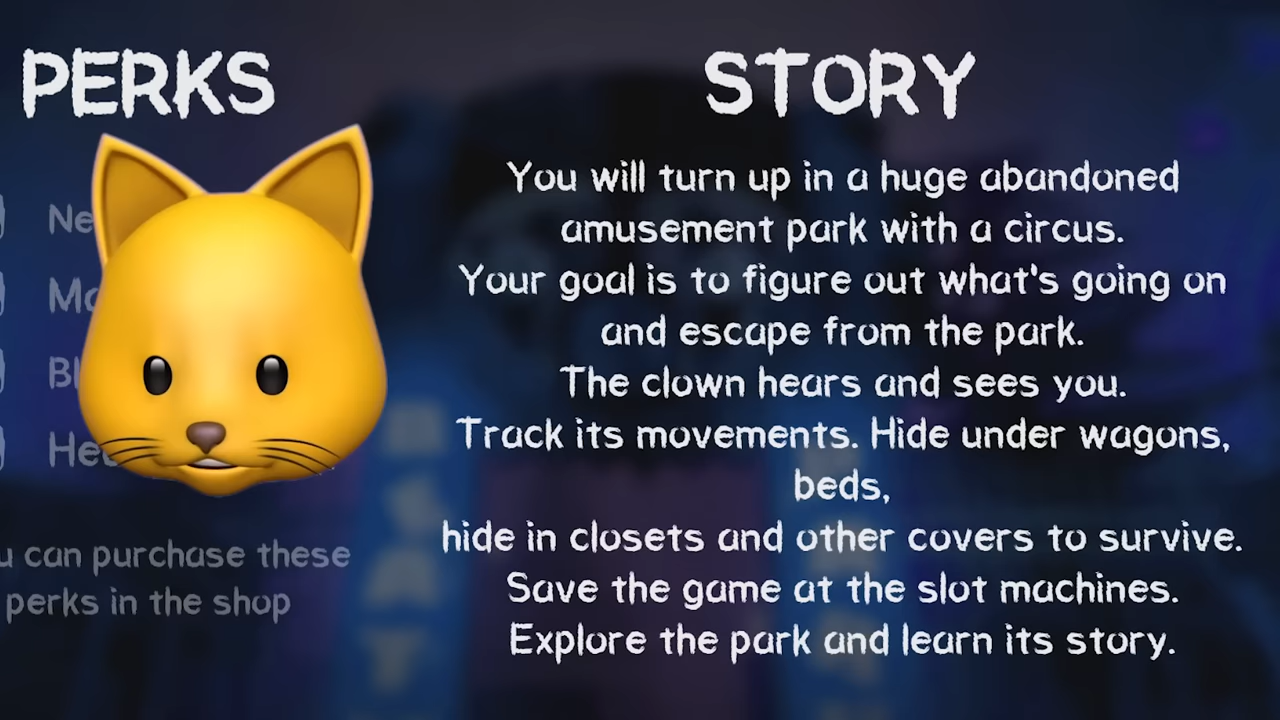 PERKS
can purchase these
perks in the shop
STORY
You will turn up in a huge abandoned
amusement park with a circus.
Your goal is to figure out what's going on
and escape from the park.
The clown hears and sees you.
Track its movements. Hide under wagons,
beds,
hide in closets and other covers to survive.
Save the game at the slot machines.
Explore the park and learn its story.